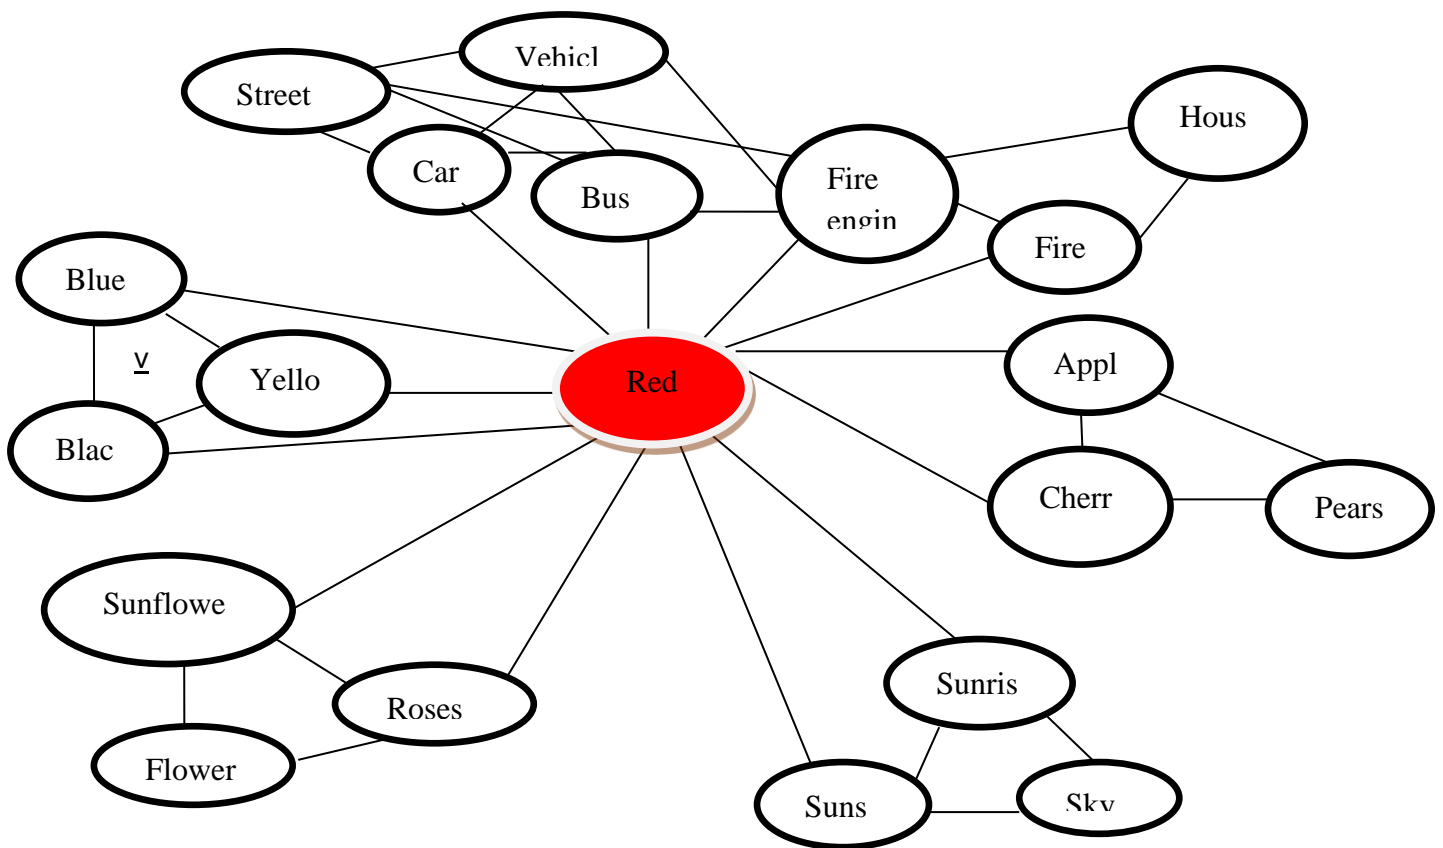 Vehicl
Street
Hous
Car
Bus
Fire
engin
Fire
Blue
v
Yello
Red
Appl
Blac
Cherr
Pears
Sunflowe
Roses
Sunris
Flower
Suns
Sky